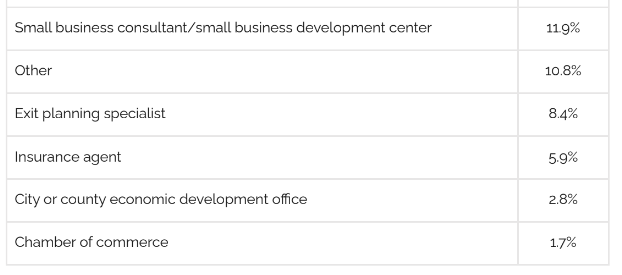 Small business consultant/small business development center 11.9%
Other 10.8%
Exit planning specialist 8.4%
Insurance agent 5.9%
City or county economic development office 2.8%
Chamber of commerce 1.7%